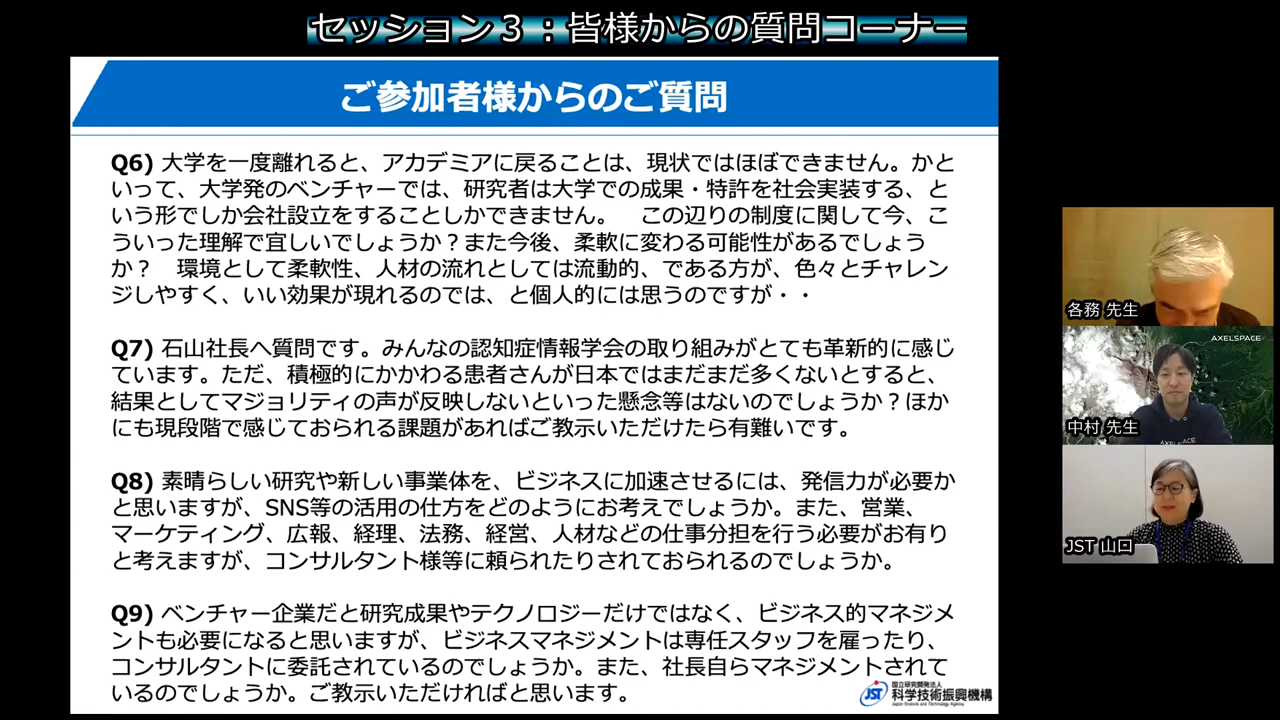 セッション３：皆様からの質問コーナー
ご参加者様からのご質問
Q6) 大学を一度離れると、アカデミアに戻ることは、現状ではほぼできません。かと
いって、大学発のベンチャーでは、研究者は大学での成果・特許を社会実装する、と
いう形でしか会社設立をすることしかできません。　この辺りの制度に関して今、こ
ういった理解で宜しいでしょうか？また今後、柔軟に変わる可能性があるでしょう
か？　環境として柔軟性、人材の流れとしては流動的、である方が、色々とチャレン
ジしやすく、いい効果が現れるのでは、と個人的には思うのですが・・
Q7) 石山社長へ質問です。みんなの認知症情報学会の取り組みがとても革新的に感じ
ています。ただ、積極的にかかわる患者さんが日本ではまだまだ多くないとすると、
結果としてマジョリティの声が反映しないといった懸念等はないのでしょうか？ほか
にも現段階で感じておられる課題があればご教示いただけたら有難いです。
Q8) 素晴らしい研究や新しい事業体を、ビジネスに加速させるには、発信力が必要か
と思いますが、SNS等の活用の仕方をどのようにお考えでしょうか。また、営業、
マーケティング、広報、経理、法務、経営、人材などの仕事分担を行う必要がお有り
と考えますが、コンサルタント様等に頼られたりされておられるのでしょうか。
Q9) ベンチャー企業だと研究成果やテクノロジーだけではなく、ビジネス的マネジメ
ントも必要になると思いますが、ビジネスマネジメントは専任スタッフを雇ったり、
コンサルタントに委託されているのでしょうか。また、社長自らマネジメントされて
いるのでしょうか。ご教示いただければと思います。
JST
国立研究開発法人
科学技術振興機構
Japan Science and Technology Agency
各務 先生
AXELSPACE
中村 先生
AXELSPACE
JST 山口